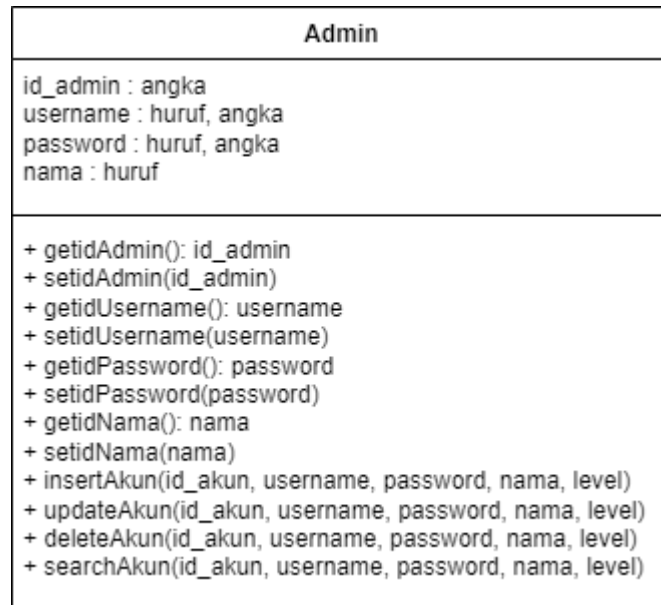 Admin
id_admin : angka
username : huruf, angka
password : huruf, angka
nama : huruf
+ getidAdmin(): id_admin
+ setidAdmin(id_admin)
+ getidUsername(): username
+ setidUsername(username)
+ getidPassword(): password
+ setidPassword(password)
+ getidNama(): nama
+ setidNama(nama)
+ insertAkun(id_akun, username, password, nama, level)
+ updateAkun(id_akun, username, password, nama, level)
+ deleteAkun(id_akun, username, password, nama, level)
+ searchAkun(id_akun, username, password, nama, level)